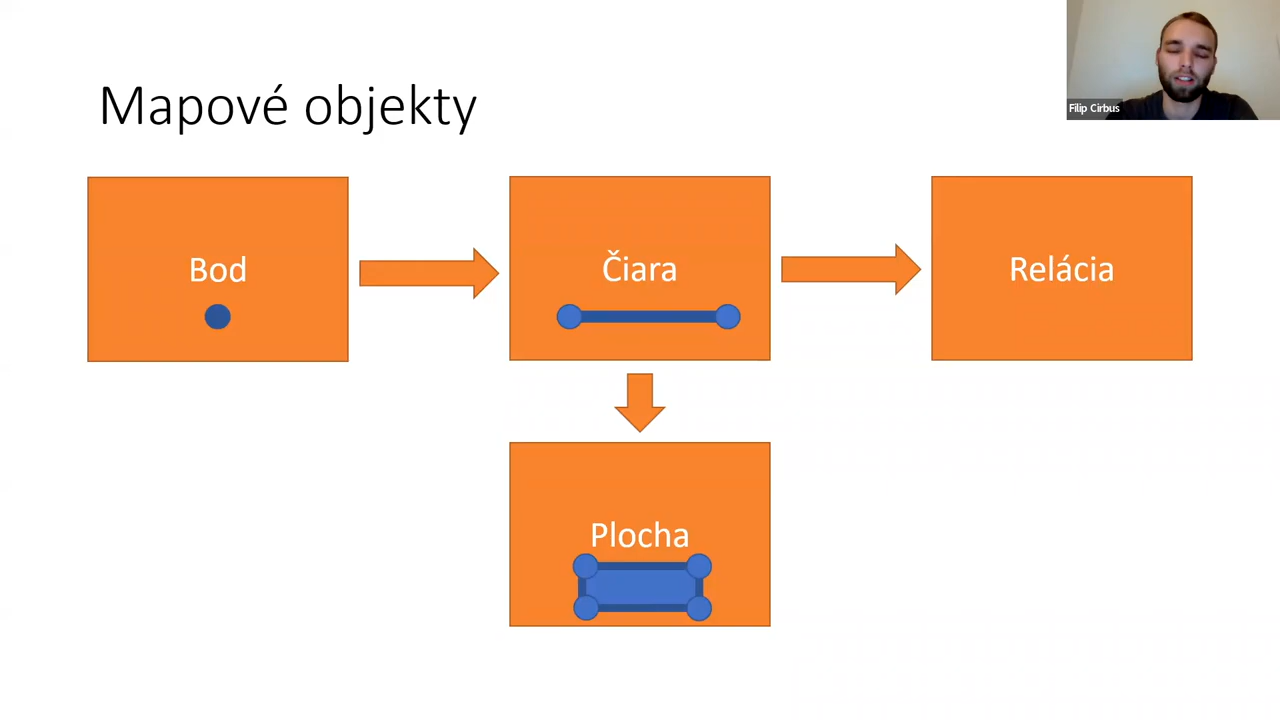 Mapové objekty
Filip Cirbus
Bod
Čiara
Relácia
Plocha